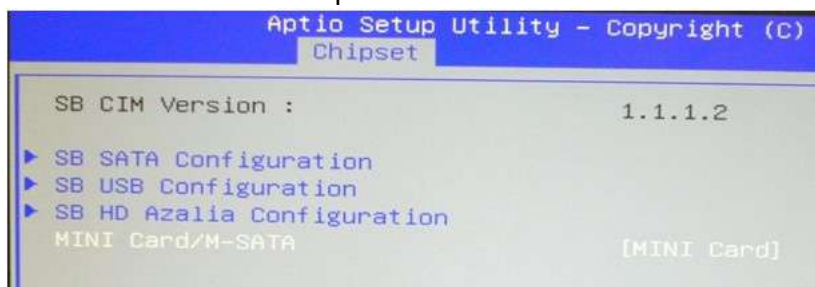 Aptio Setup Utility - Copyright (C)
Chipset
SB CIM Version : 1.1.1.2
SB SATA Configuration
SB USB Configuration
SB HD Azalia Configuration
MINI Card/M-SATA [MINI Card]